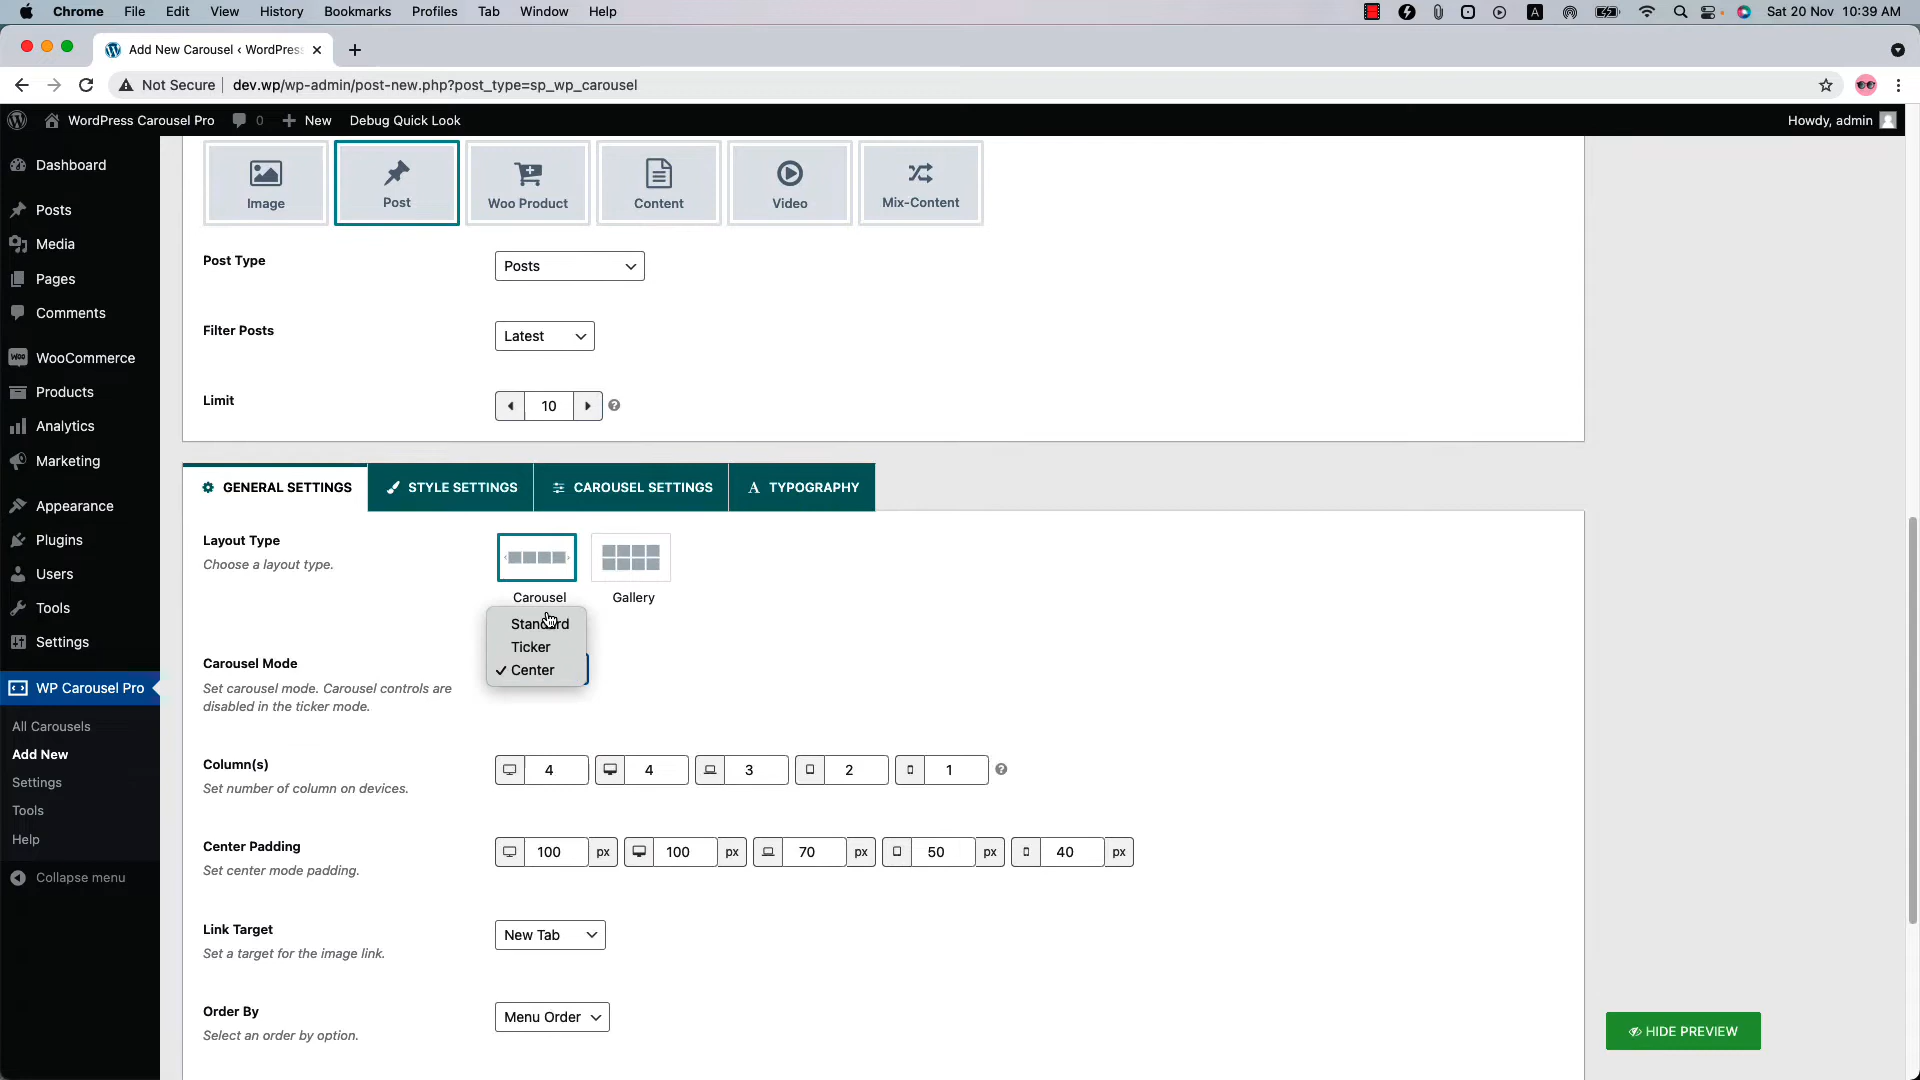 Chrome File Edit View History Bookmarks Profiles Tab Window Help A Sat 20 Nov 10:39 AM
Add New Carousel ‹ WordPress
Not Secure dev.wp/wp-admin/post-new.php?post_type=sp_wp_carousel
WordPress Carousel Pro 0 New Debug Quick Look Howdy, admin
Dashboard
Posts
Media
Pages
Comments
WooCommerce
Products
Analytics
Marketing
Appearance
Plugins
Users
Tools
Settings
WP Carousel Pro
All Carousels
Add New
Settings
Tools
Help
Collapse menu
Image Post Woo Product Content Video Mix-Content
Post Type Posts
Filter Posts Latest
Limit 10
GENERAL SETTINGS STYLE SETTINGS CAROUSEL SETTINGS TYPOGRAPHY
Layout Type
Choose a layout type.
Carousel Gallery
Standard
Ticker
Center
Carousel Mode
Set carousel mode. Carousel controls are
disabled in the ticker mode.
Column(s) 4 4 3 2 1
Set number of column on devices.
Center Padding 100 px 100 px 70 px 50 px 40 px
Set center mode padding.
Link Target New Tab
Set a target for the image link.
Order By Menu Order
Select an order by option.
HIDE PREVIEW